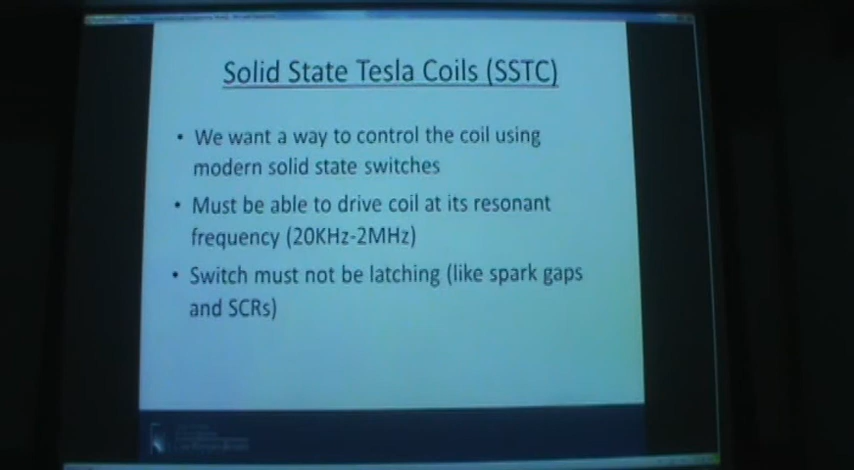 Solid State Tesla Coils (SSTC)
• We want a way to control the coil using
modern solid state switches
• Must be able to drive coil at its resonant
frequency (20KHz-2MHz)
• Switch must not be latching (like spark gaps
and SCRs)